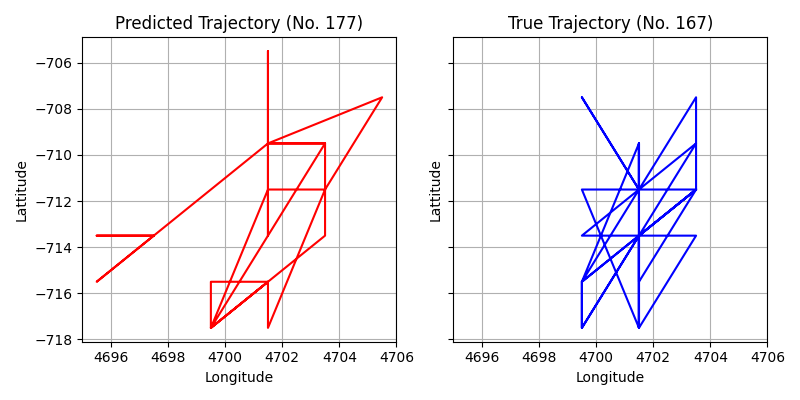 Predicted Trajectory (No. 177)
−706
−708
−710
−712
−714
−716
−718
Lattitude
4696 4698 4700 4702 4704 4706
Longitude
True Trajectory (No. 167)
Lattitude
4696 4698 4700 4702 4704 4706
Longitude